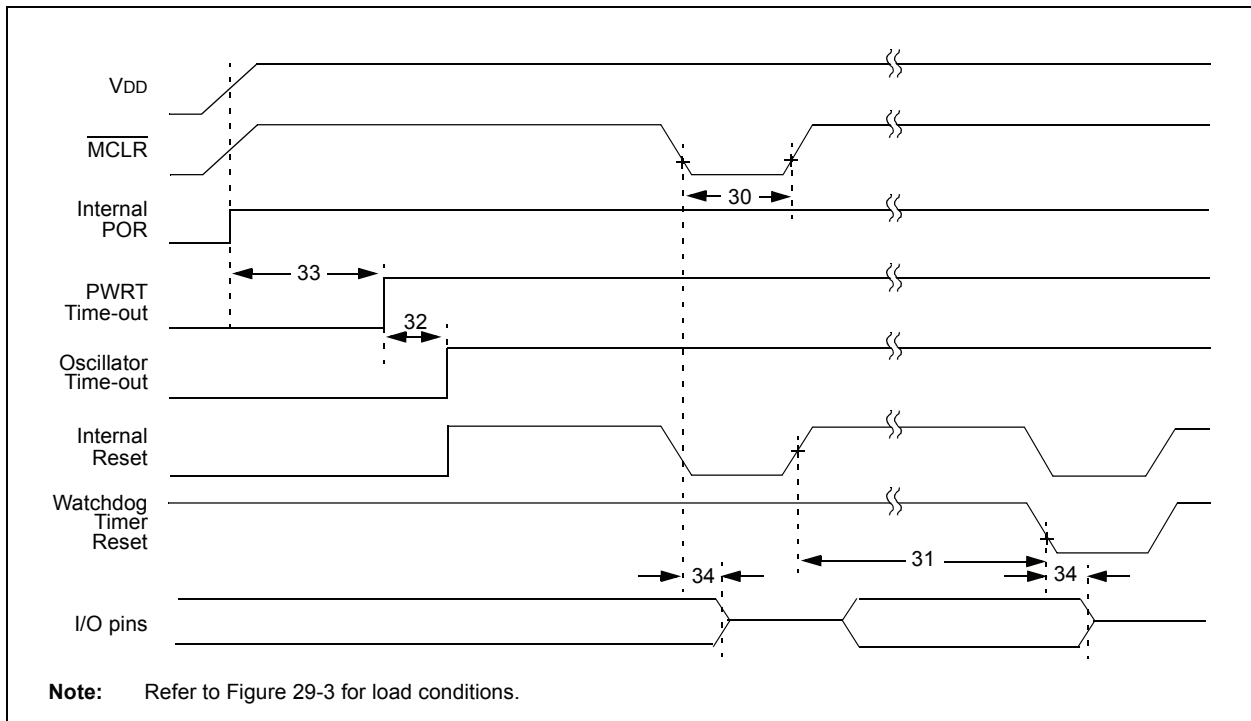 VDD
MCLR
30
Internal
POR
33
PWRT
Time-out
32
Oscillator
Time-out
Internal
Reset
Watchdog
Timer
Reset
31
34
34
I/O pins
Note: Refer to Figure 29-3 for load conditions.